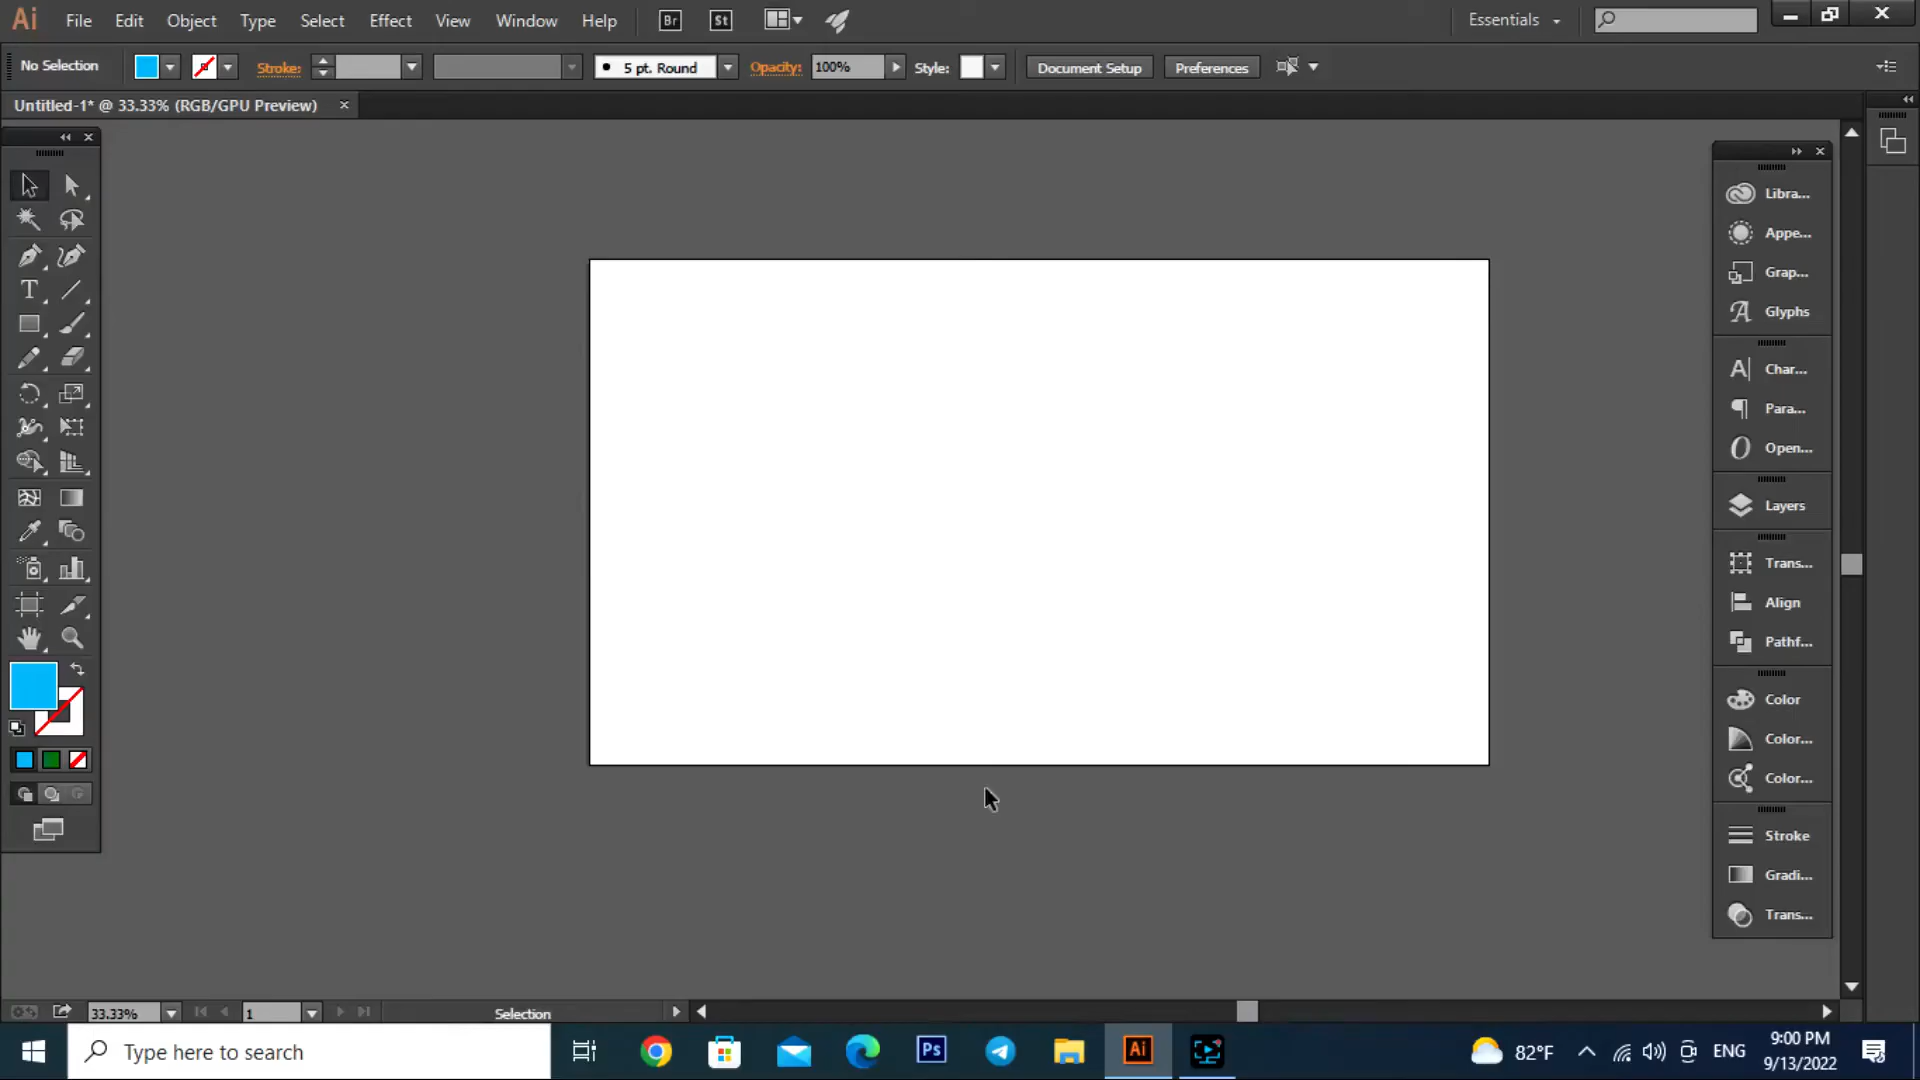 Ai File Edit Object Type Select Effect View Window Help Br St Essentials
No Selection Stroke: 5 pt. Round Opacity: 100% Style: Document Setup Preferences
Untitled-1* @ 33.33% (RGB/GPU Preview)
Libra...
Appe...
Grap...
Glyphs
Char...
Para...
Open...
Layers
Trans...
Align
Pathf...
Color
Color...
Color...
Stroke
Gradi...
Trans...
33.33% 1 Selection
Type here to search Ps Ai 82°F ENG 9:00 PM
9/13/2022